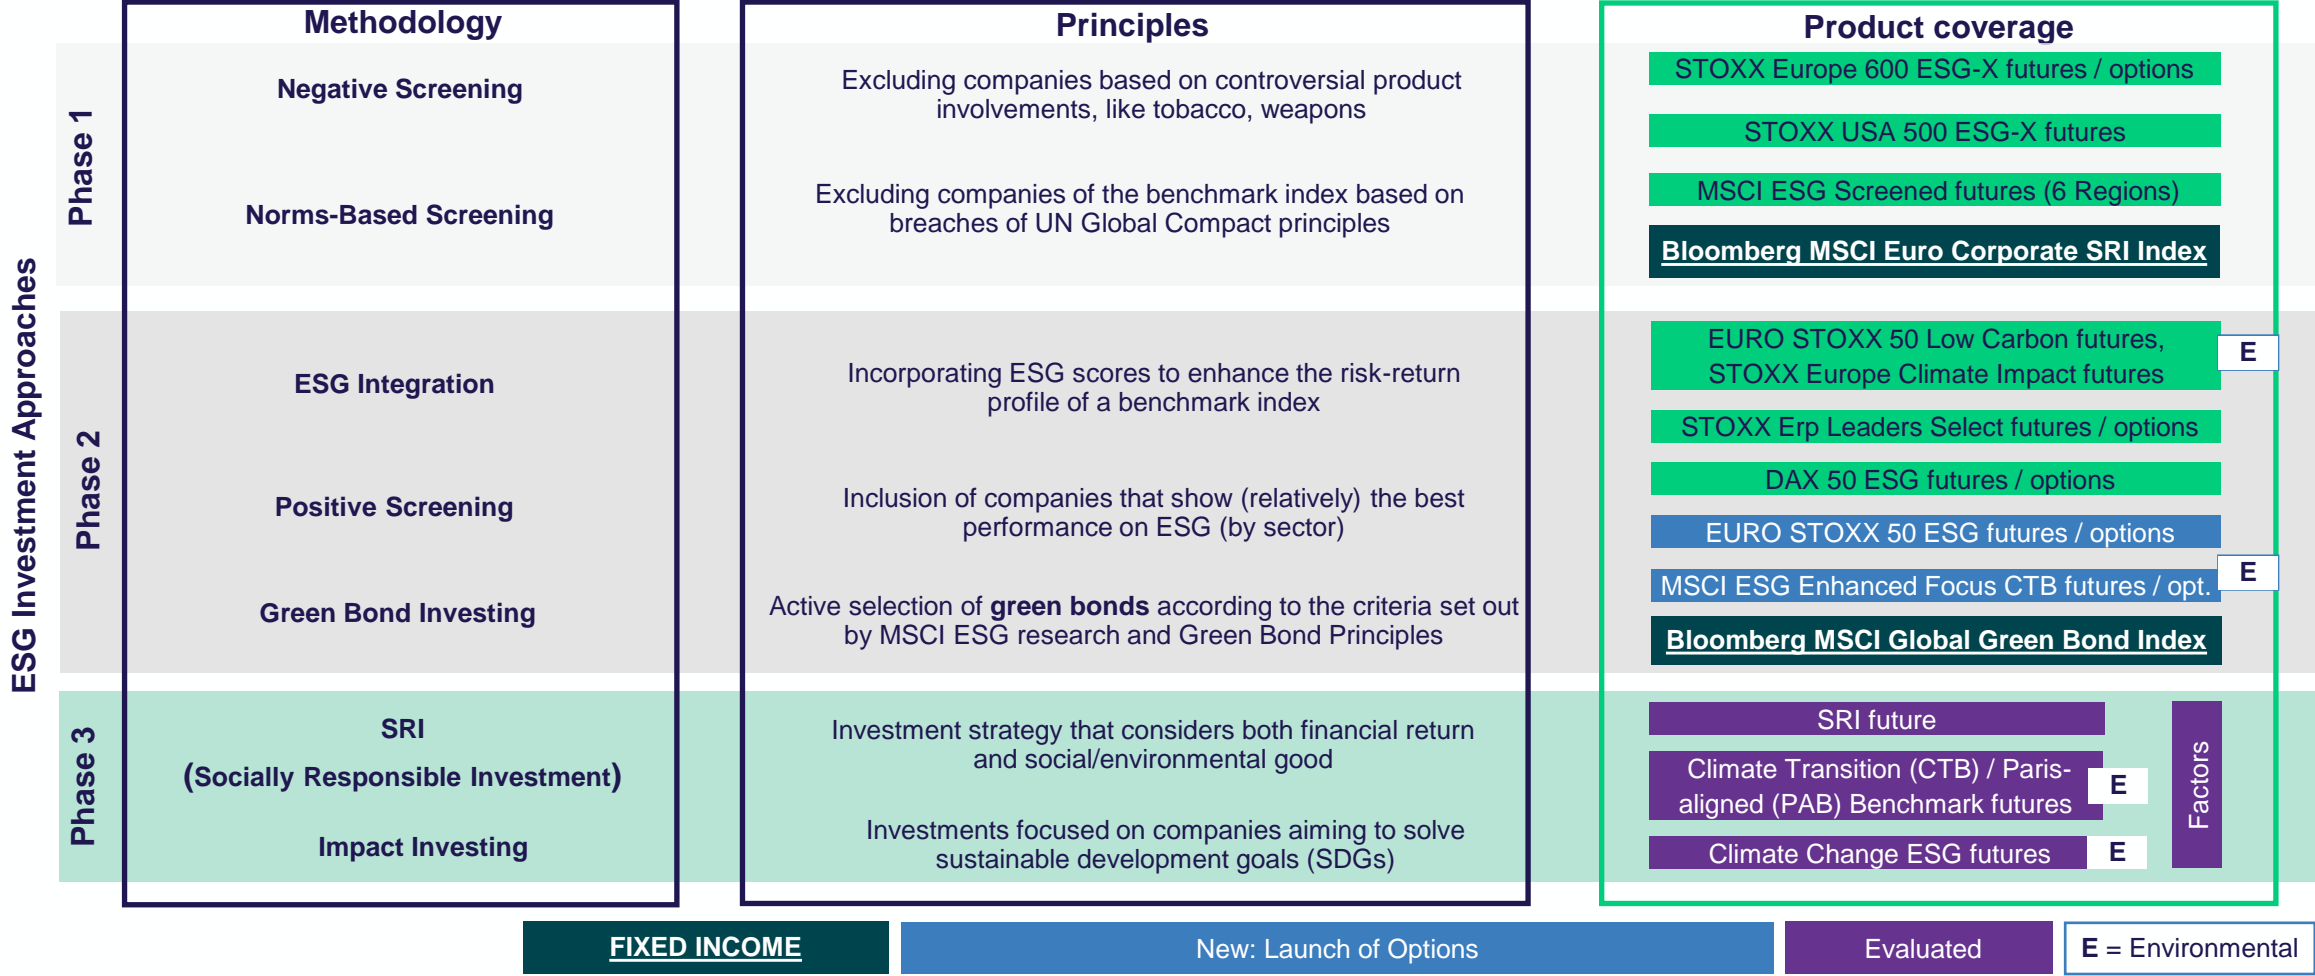 Methodology
Principles
Product coverage
ESG Investment Approaches
Phase 1
Negative Screening
Excluding companies based on controversial product
involvements, like tobacco, weapons
Norms-Based Screening
Excluding companies of the benchmark index based on
breaches of UN Global Compact principles
STOXX Europe 600 ESG-X futures / options
STOXX USA 500 ESG-X futures
MSCI ESG Screened futures (6 Regions)
Bloomberg MSCI Euro Corporate SRI Index
Phase 2
ESG Integration
Incorporating ESG scores to enhance the risk-return
profile of a benchmark index
Positive Screening
Inclusion of companies that show (relatively) the best
performance on ESG (by sector)
Green Bond Investing
Active selection of green bonds according to the criteria set out
by MSCI ESG research and Green Bond Principles
EURO STOXX 50 Low Carbon futures,
STOXX Europe Climate Impact futures
E
STOXX Erp Leaders Select futures / options
DAX 50 ESG futures / options
EURO STOXX 50 ESG futures / options
MSCI ESG Enhanced Focus CTB futures / opt.
E
Bloomberg MSCI Global Green Bond Index
Phase 3
SRI
(Socially Responsible Investment)
Investment strategy that considers both financial return
and social/environmental good
Impact Investing
Investments focused on companies aiming to solve
sustainable development goals (SDGs)
SRI future
Climate Transition (CTB) / Paris-
aligned (PAB) Benchmark futures
E
Climate Change ESG futures
E
Factors
FIXED INCOME
New: Launch of Options
Evaluated
E = Environmental